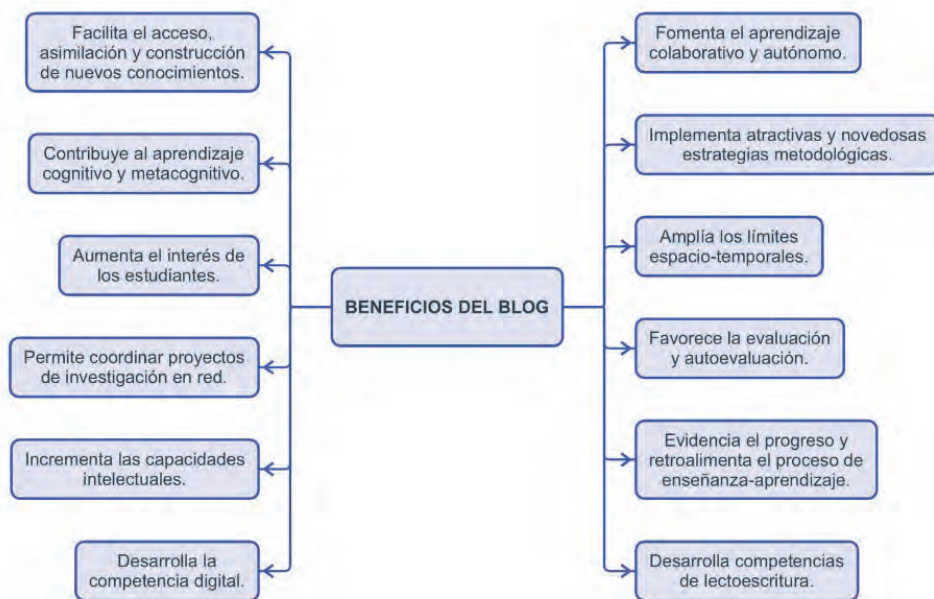 Facilita el acceso,
asimilación y construcción
de nuevos conocimientos.
Contribuye al aprendizaje
cognitivo y metacognitivo.
Aumenta el interés de
los estudiantes.
Permite coordinar proyectos
de investigación en red.
Incrementa las capacidades
intelectuales.
Desarrolla la
competencia digital.
BENEFICIOS DEL BLOG
Fomenta el aprendizaje
colaborativo y autónomo.
Implementa atractivas y novedosas
estrategias metodológicas.
Amplía los límites
espacio-temporales.
Favorece la evaluación
y autoevaluación.
Evidencia el progreso y
retroalimenta el proceso de
enseñanza-aprendizaje.
Desarrolla competencias
de lectoescritura.